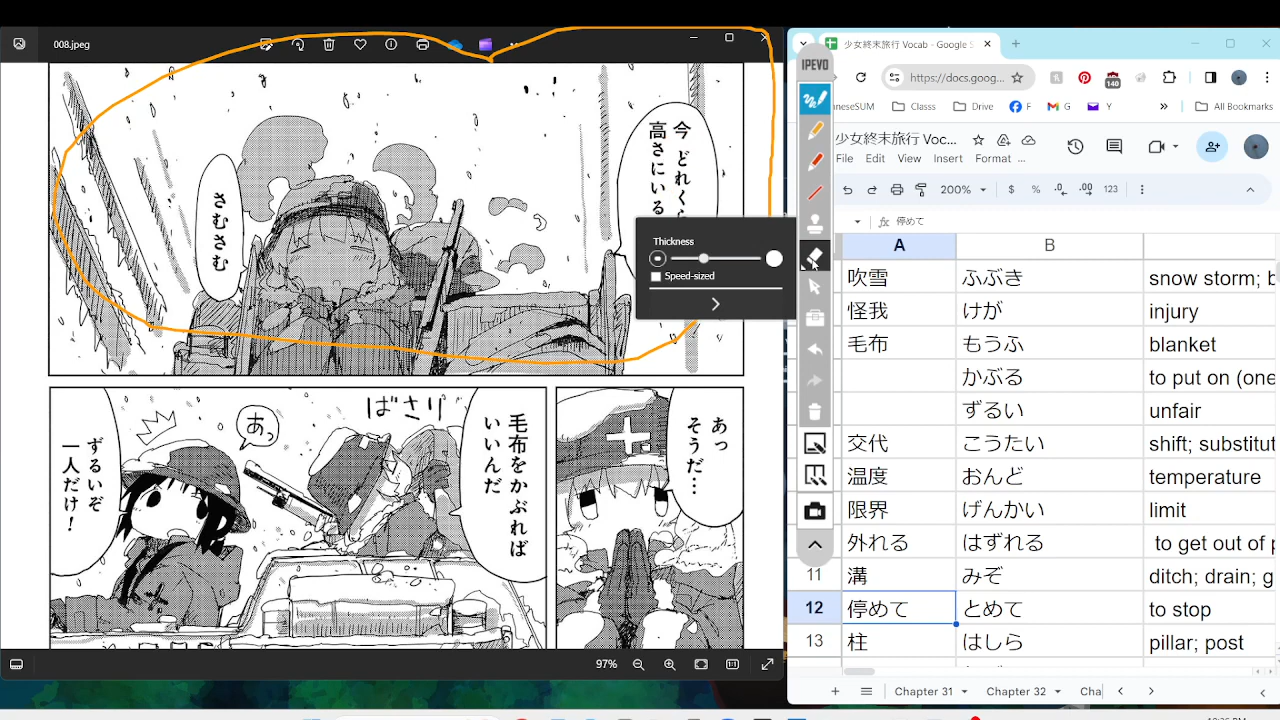 008.jpeg
今 どれくら
高さにいる
さむさむ
あっ
そうだ…
ばさり
毛布をかぶれば
いいんだ
あっ
ずるいぞ
一人だけ!
97%
Thickness
Speed-sized
IPEVO
少女終末旅行 Vocab - Google S
https://docs.goog...
140
neseSUM
Classs
Drive
F
G
Y
All Bookmarks
少女終末旅行 Voc...
File Edit View Insert Format ...
200% $ % .0 .00 123
fx 停めて
A B
吹雪 ふぶき snow storm; b
怪我 けが injury
毛布 もうふ blanket
かぶる to put on (one
ずるい unfair
交代 こうたい shift; substitut
温度 おんど temperature
限界 げんかい limit
外れる はずれる to get out of p
11 溝 みぞ ditch; drain; g
12 停めて とめて to stop
13 柱 はしら pillar; post
Chapter 31 Chapter 32 Cha